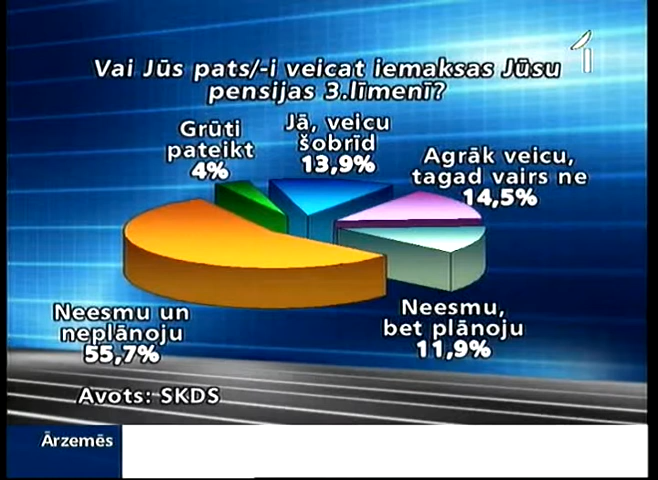 Vai Jūs pats/-i veicat iemaksas Jūsu
pensijas 3.līmenī?
1
Grūti
pateikt
4%
Jā, veicu
šobrīd
13,9%
Agrāk veicu,
tagad vairs ne
14,5%
Neesmu un
neplānoju
55,7%
Neesmu,
bet plānoju
11,9%
Avots: SKDS
Ārzemēs